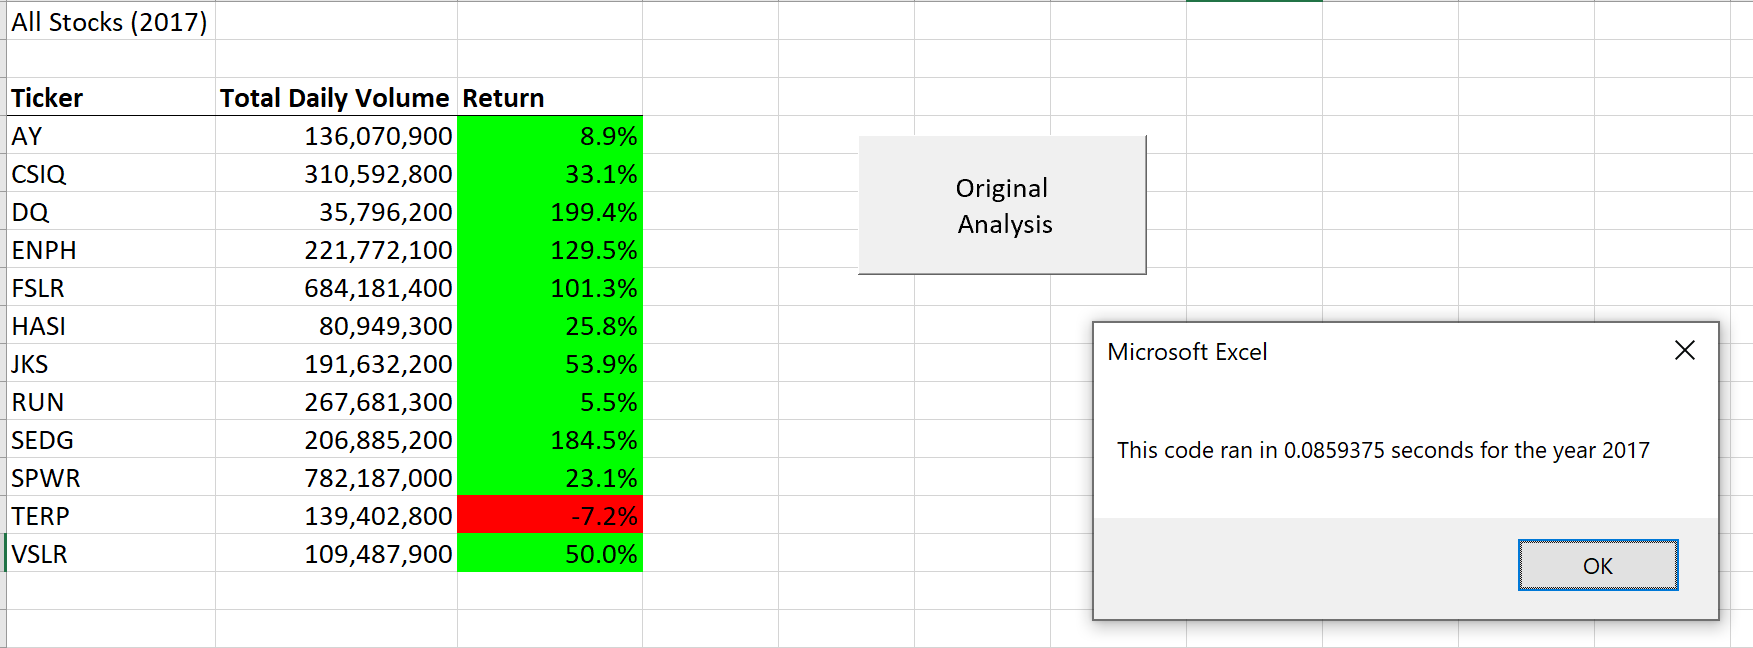 All Stocks (2017)
Ticker Total Daily Volume Return
AY 136,070,900 8.9%
CSIQ 310,592,800 33.1%
DQ 35,796,200 199.4%
ENPH 221,772,100 129.5%
FSLR 684,181,400 101.3%
HASI 80,949,300 25.8%
JKS 191,632,200 53.9%
RUN 267,681,300 5.5%
SEDG 206,885,200 184.5%
SPWR 782,187,000 23.1%
TERP 139,402,800 -7.2%
VSLR 109,487,900 50.0%
Original
Analysis
Microsoft Excel
This code ran in 0.0859375 seconds for the year 2017
OK